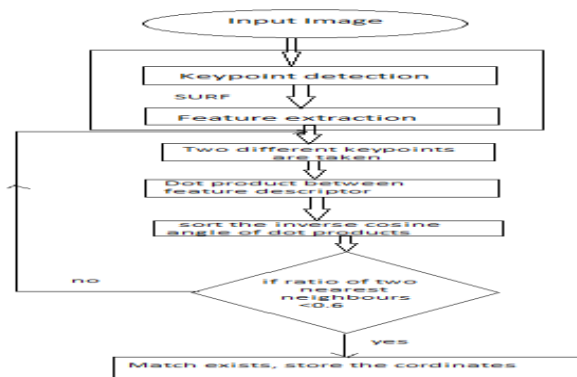 Input Image
Keypoint detection
SURF
Feature extraction
Two different keypoints
are taken
Dot product between
feature descriptor
sort the inverse cosine
angle of dot products
no
if ratio of two
nearest
neighbours
<0.6
yes
Match exists, store the cordinates